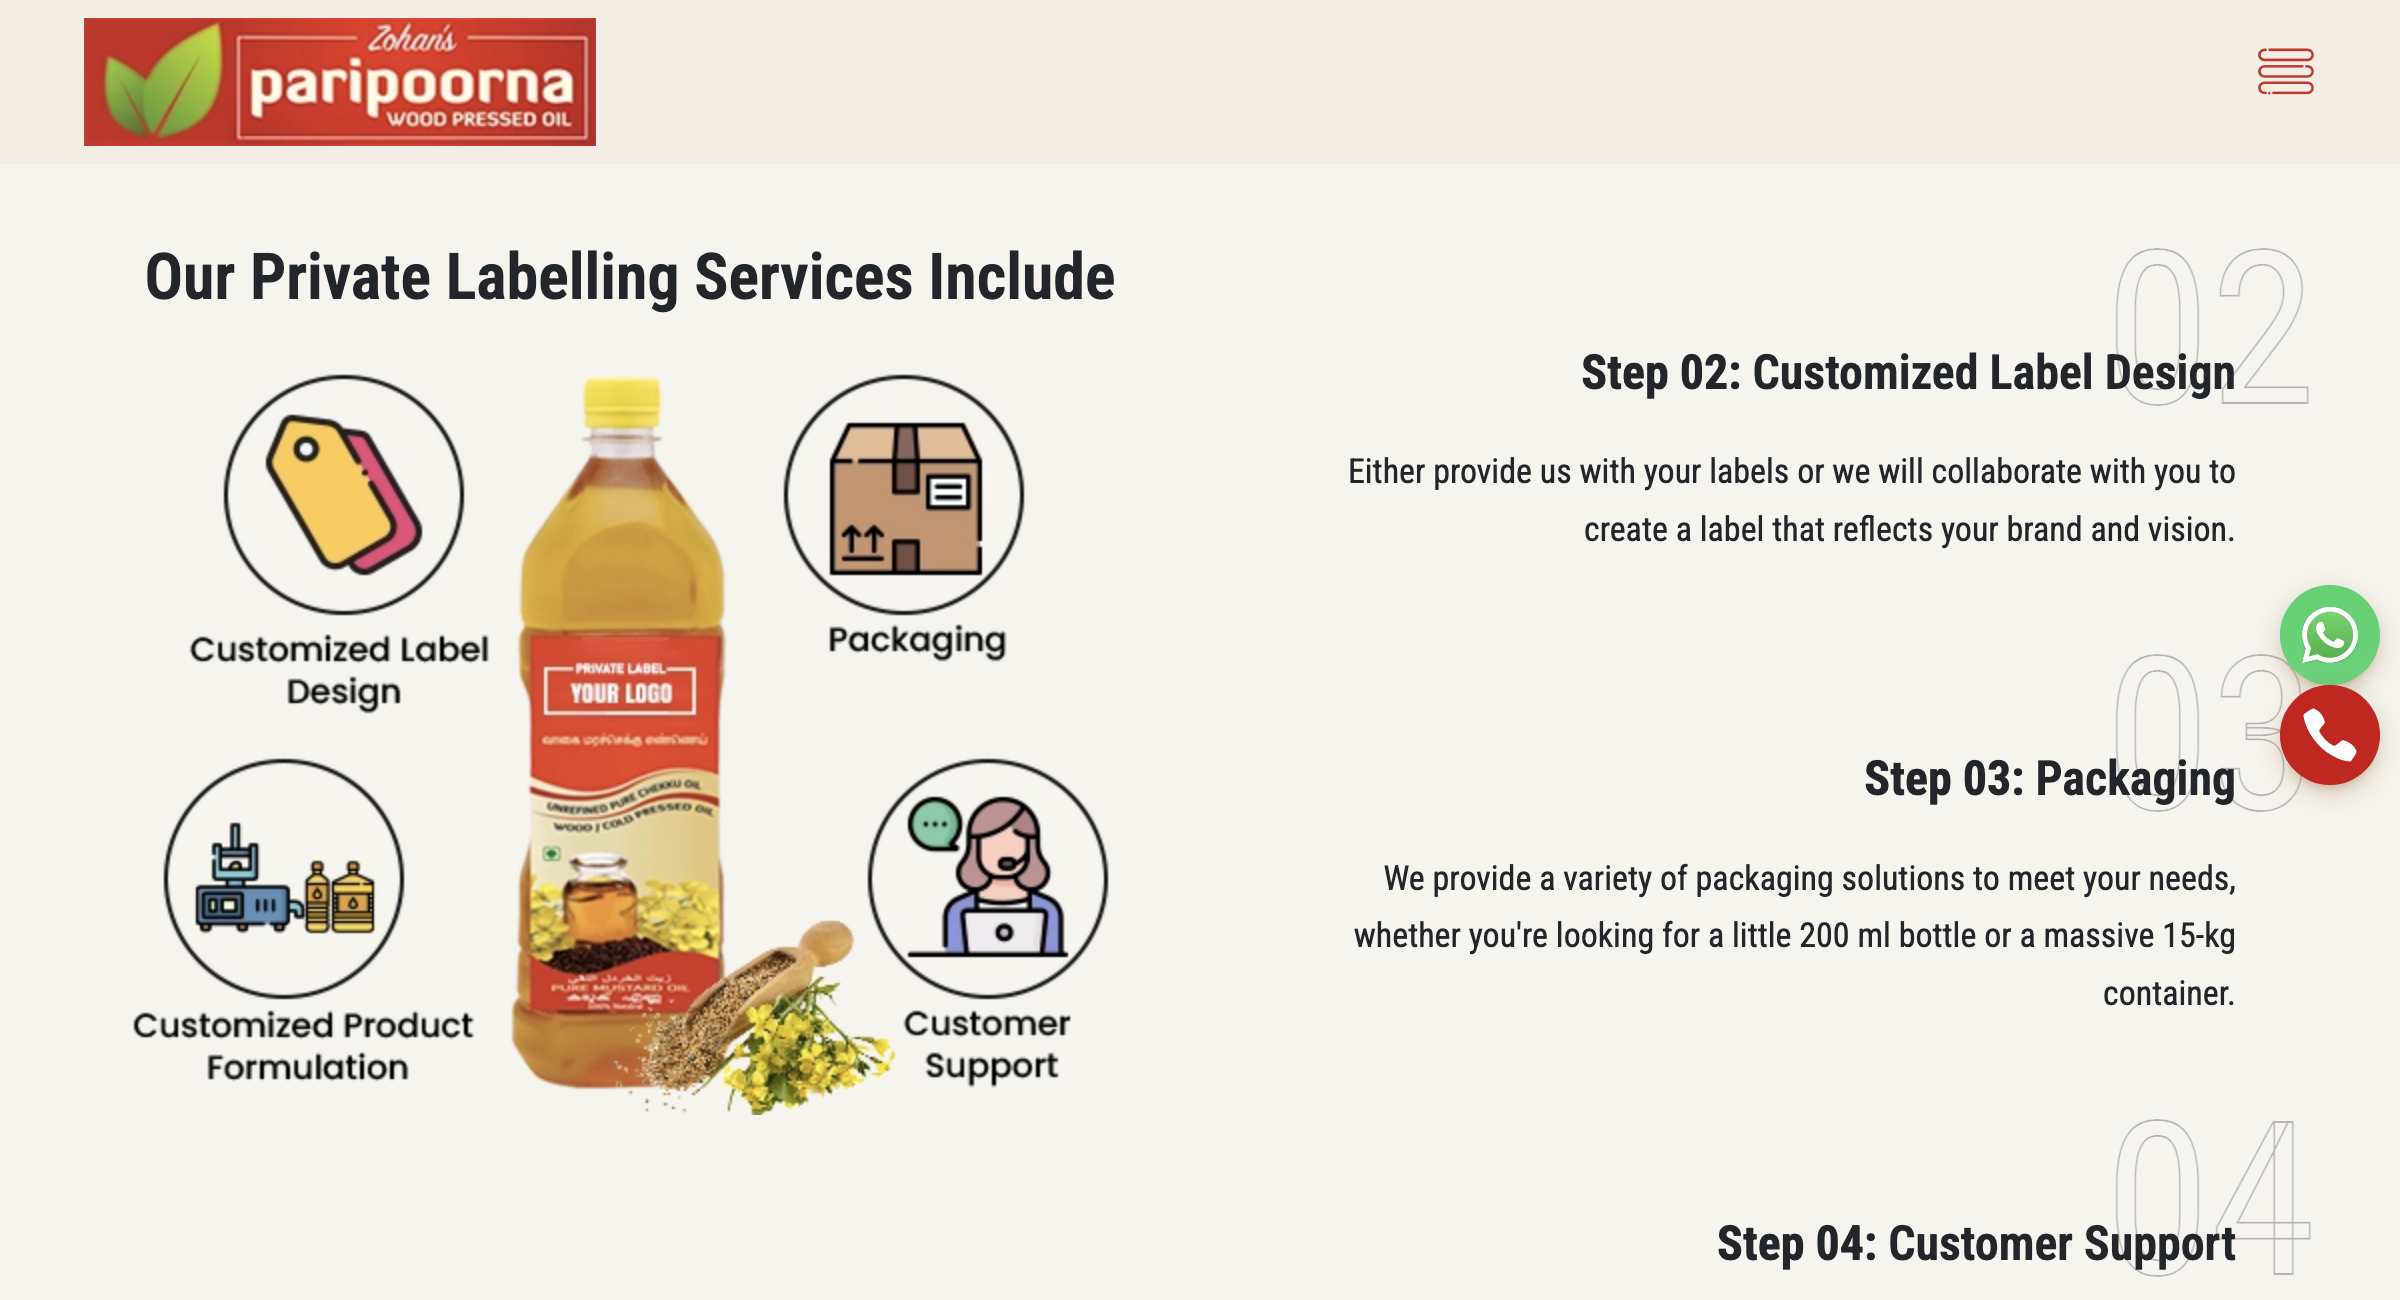 Zohan's
paripoorna
WOOD PRESSED OIL
Our Private Labelling Services Include
Customized Label
Design
Packaging
PRIVATE LABEL
YOUR LOGO
வாகை மரச்செக்கு எண்ணெய்
UNREFINED PURE CHEKKU OIL
WOOD / COLD PRESSED OIL
PURE MUSTARD OIL
Customized Product
Formulation
Customer
Support
02
Step 02: Customized Label Design
Either provide us with your labels or we will collaborate with you to
create a label that reflects your brand and vision.
03
Step 03: Packaging
We provide a variety of packaging solutions to meet your needs,
whether you're looking for a little 200 ml bottle or a massive 15-kg
container.
04
Step 04: Customer Support